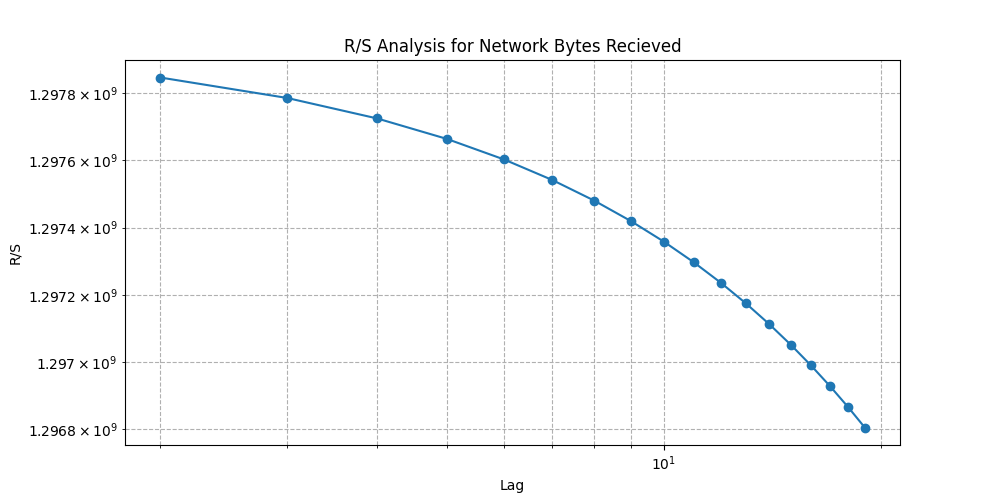 R/S Analysis for Network Bytes Recieved
R/S
1.2978 × 10⁹
1.2976 × 10⁹
1.2974 × 10⁹
1.2972 × 10⁹
1.297 × 10⁹
1.2968 × 10⁹
10¹
Lag